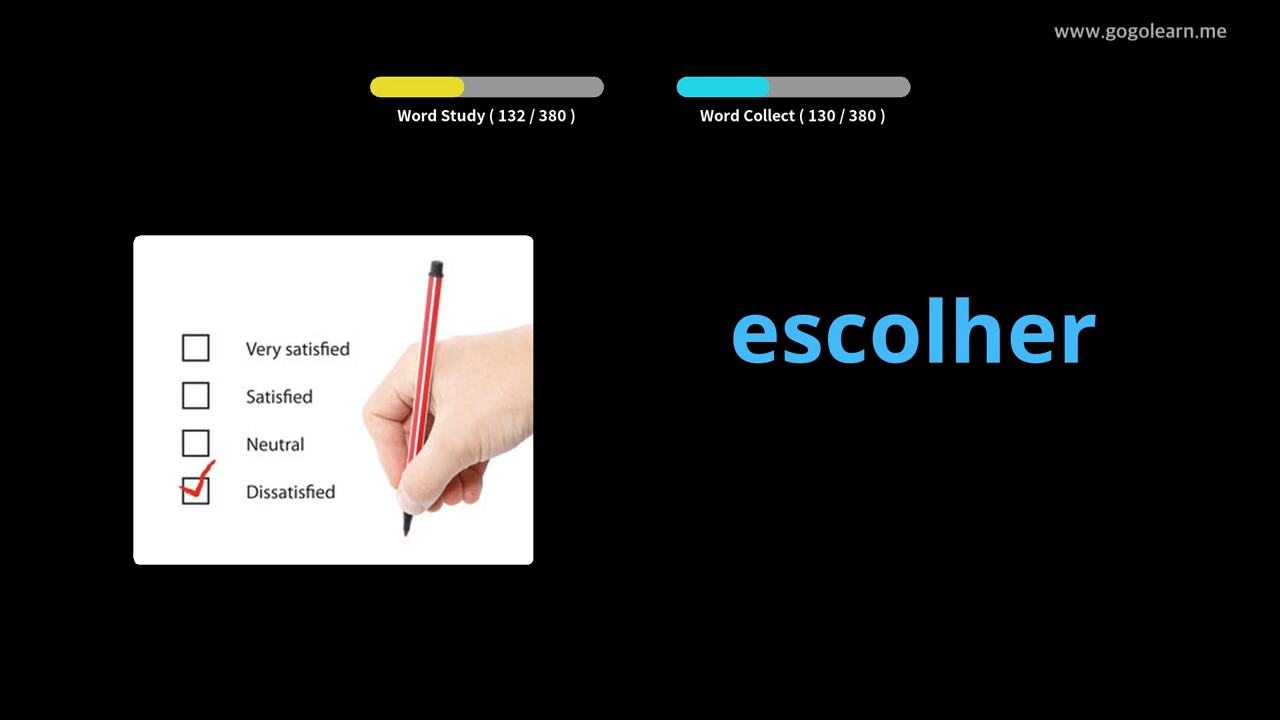 www.gogolearn.me
Word Study ( 132 / 380 )
Word Collect ( 130 / 380 )
Very satisfied
Satisfied
Neutral
Dissatisfied
escolher